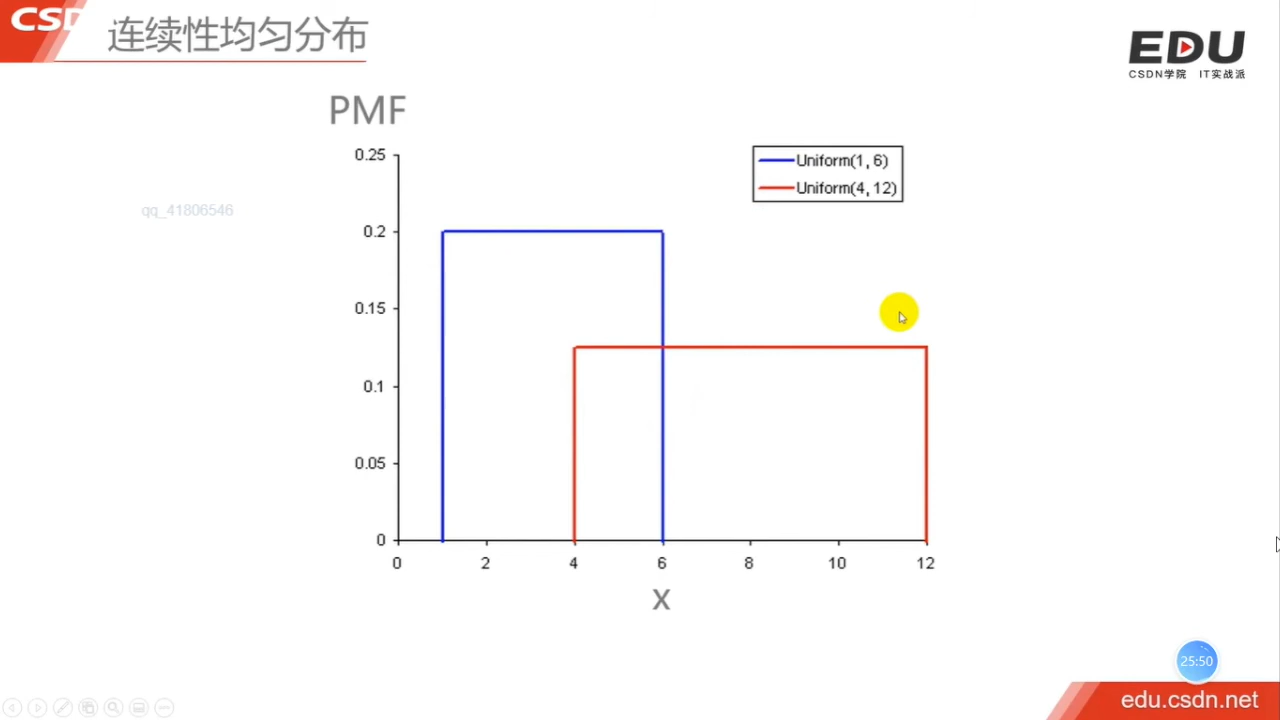 CSD
连续性均匀分布
EDU
CSDN学院 IT实战派
PMF
0.25
Uniform(1, 6)
Uniform(4, 12)
qq_41806546
0.2
0.15
0.1
0.05
0
0 2 4 6 8 10 12
X
25:50
edu.csdn.net